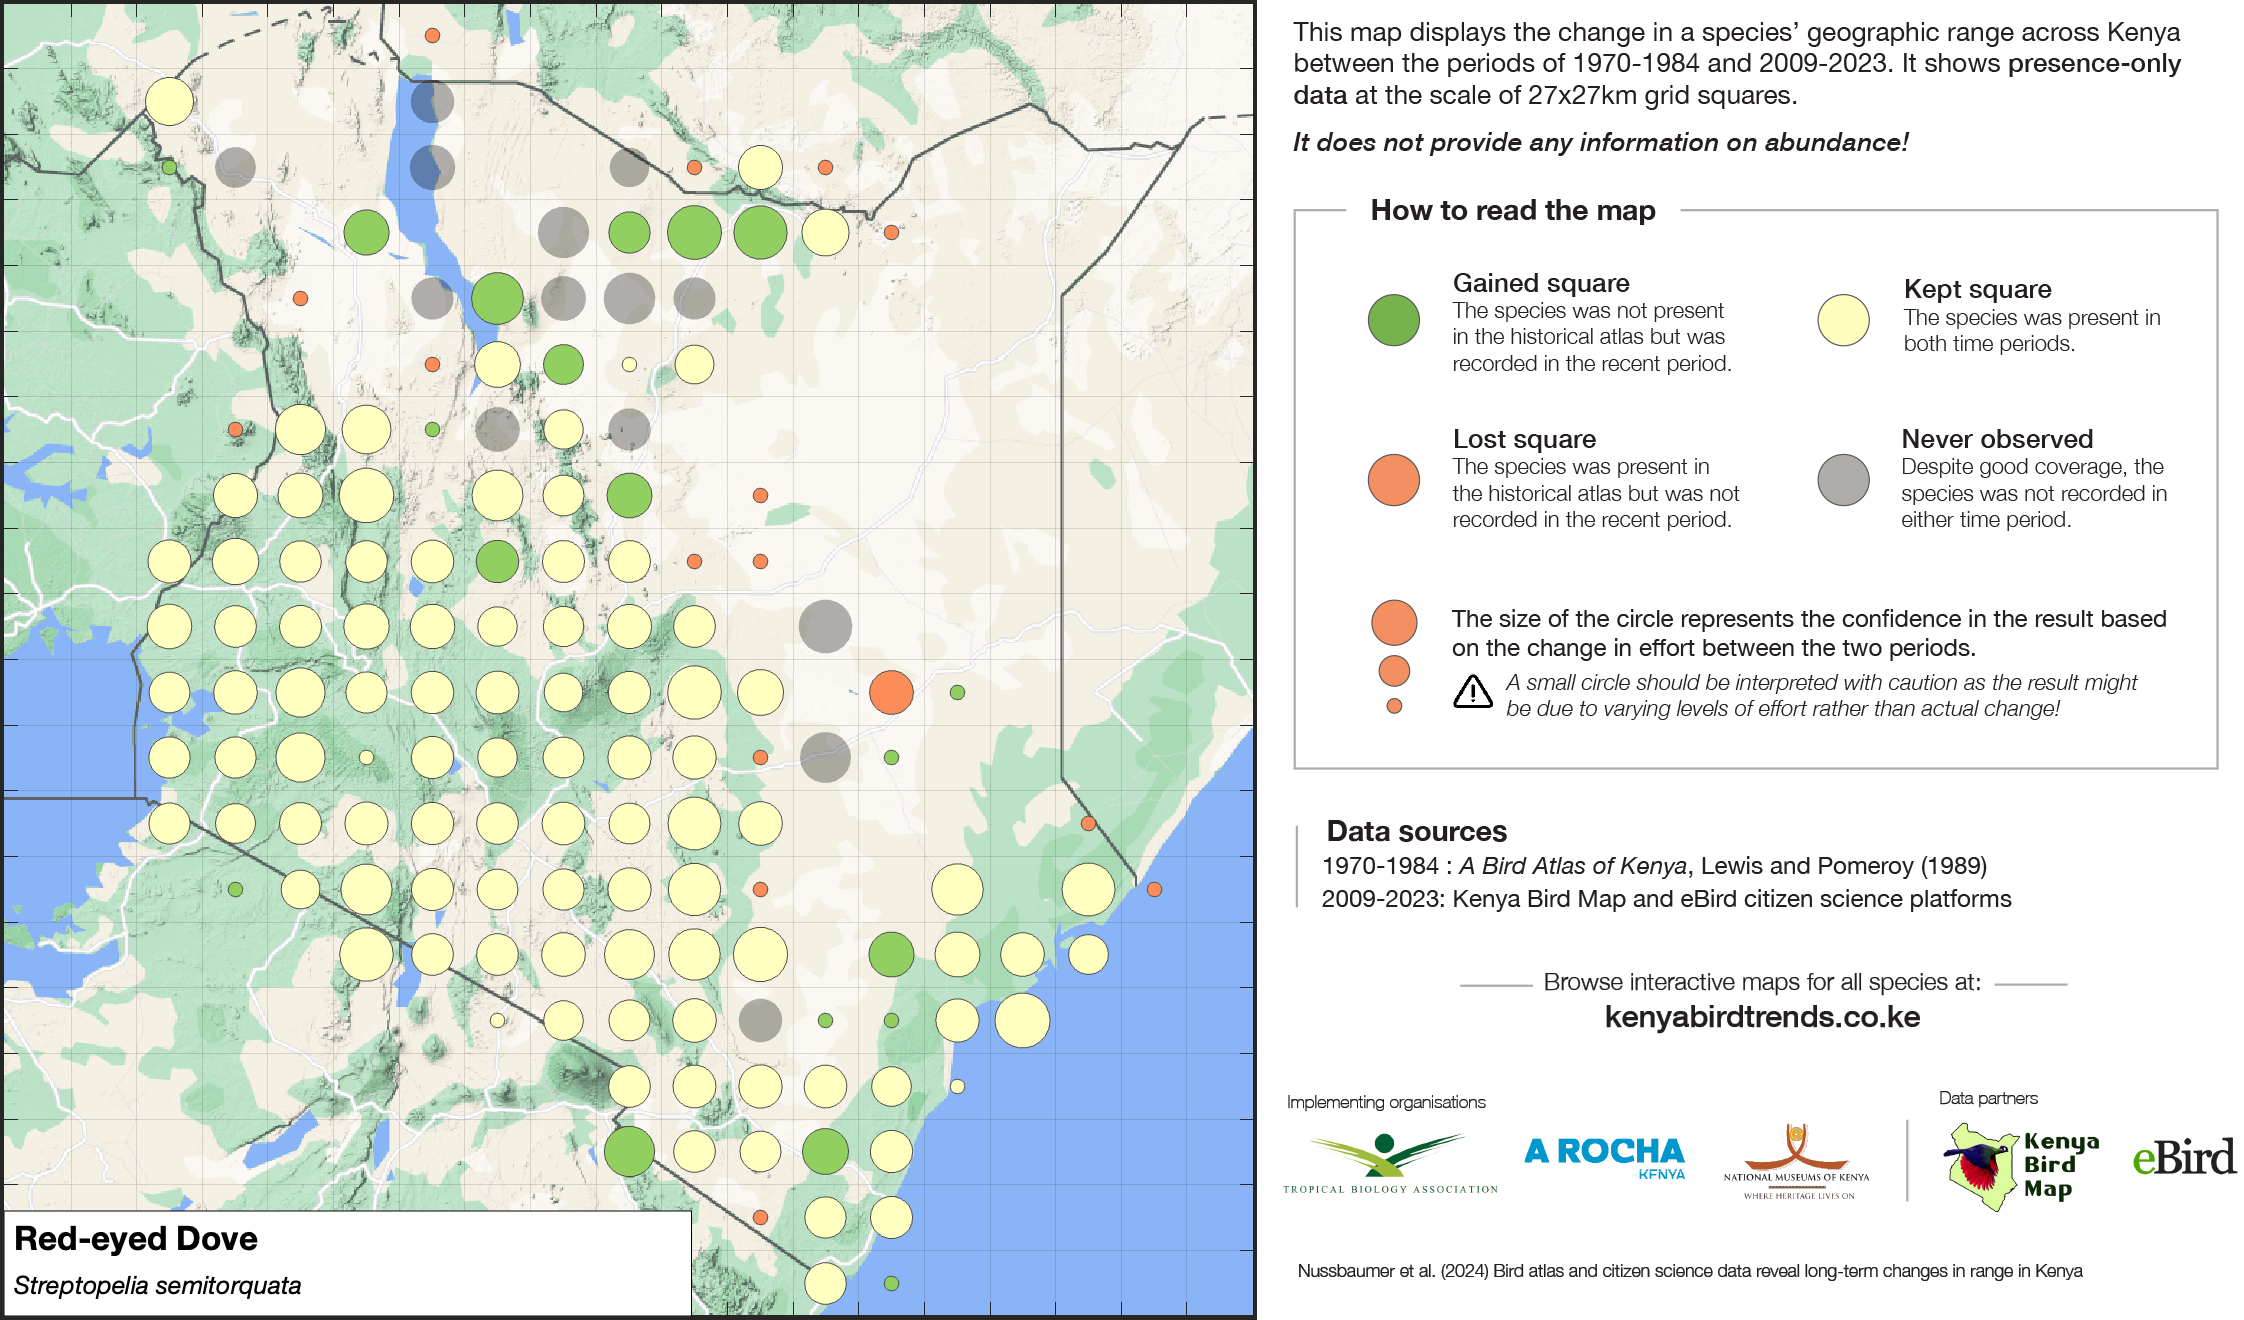 This map displays the change in a species’ geographic range across Kenya
between the periods of 1970-1984 and 2009-2023. It shows presence-only
data at the scale of 27x27km grid squares.
It does not provide any information on abundance!
How to read the map
Gained square
The species was not present
in the historical atlas but was
recorded in the recent period.
Kept square
The species was present in
both time periods.
Lost square
The species was present in
the historical atlas but was not
recorded in the recent period.
Never observed
Despite good coverage, the
species was not recorded in
either time period.
The size of the circle represents the confidence in the result based
on the change in effort between the two periods.
A small circle should be interpreted with caution as the result might
be due to varying levels of effort rather than actual change!
Data sources
1970-1984 : A Bird Atlas of Kenya, Lewis and Pomeroy (1989)
2009-2023: Kenya Bird Map and eBird citizen science platforms
Browse interactive maps for all species at:
kenyabirdtrends.co.ke
Implementing organisations
Data partners
TROPICAL BIOLOGY ASSOCIATION
A ROCHA
KENYA
NATIONAL MUSEUMS OF KENYA
WHERE HERITAGE LIVES ON
Kenya
Bird
Map
eBird
Red-eyed Dove
Streptopelia semitorquata
Nussbaumer et al. (2024) Bird atlas and citizen science data reveal long-term changes in range in Kenya